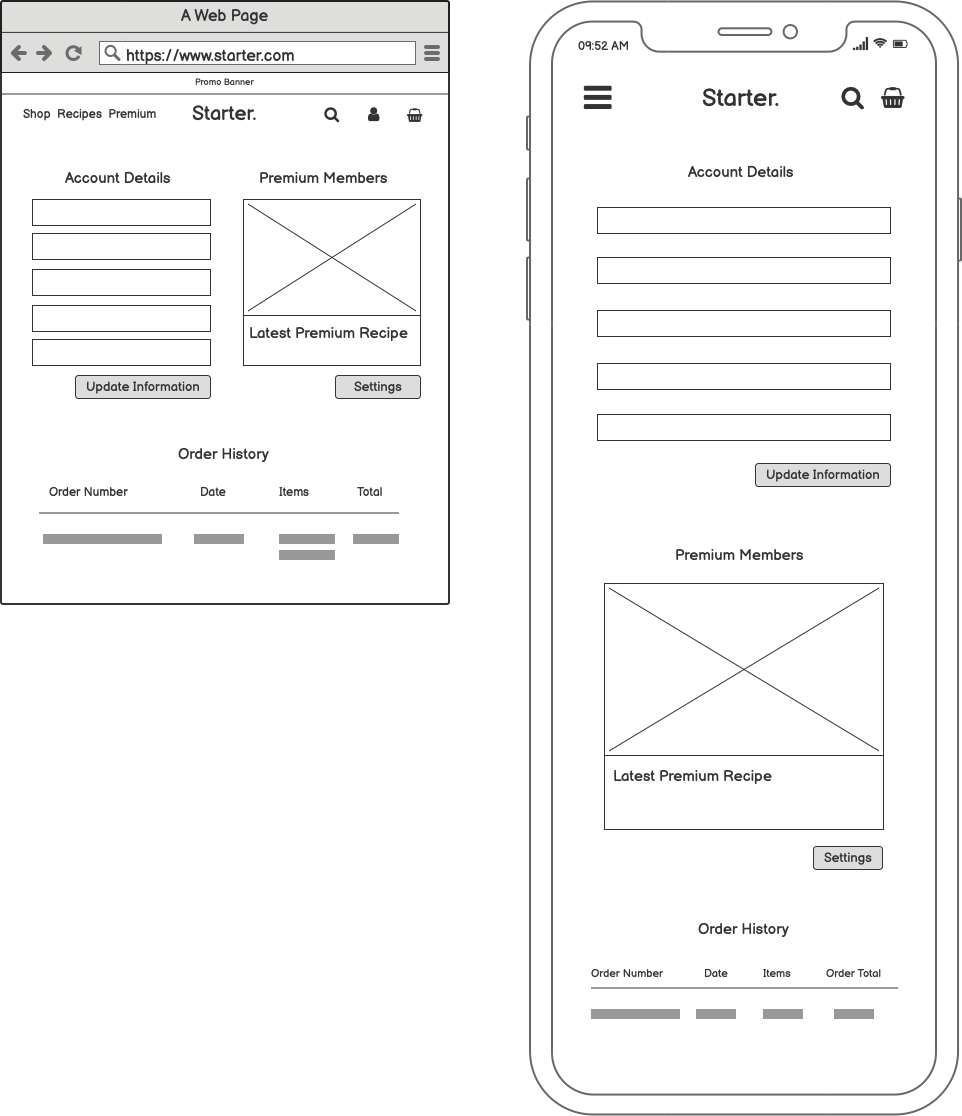 A Web Page
https://www.starter.com
Promo Banner
Shop Recipes Premium Starter.
Account Details Premium Members
Latest Premium Recipe
Update Information Settings
Order History
Order Number Date Items Total
09:52 AM
Starter.
Account Details
Update Information
Premium Members
Latest Premium Recipe
Settings
Order History
Order Number Date Items Order Total